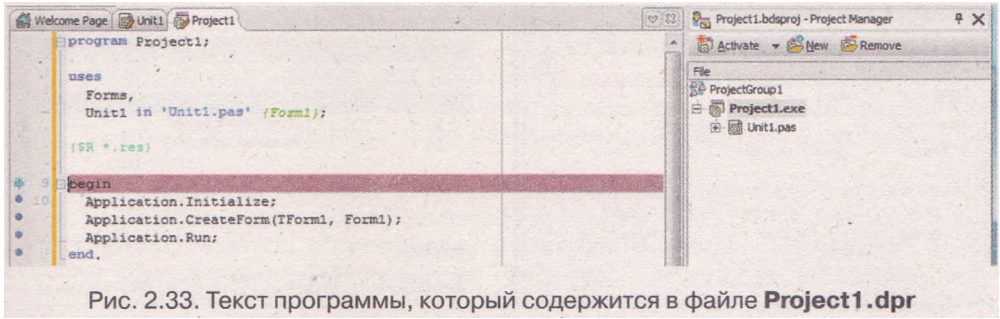 Welcome Page Unit1 Project1
Project1.bdsproj - Project Manager
program Project1;
Activate New Remove
uses
File
Forms,
ProjectGroup1
Unit1 in 'Unit1.pas' {Form1};
Project1.exe
Unit1.pas
{$R *.res}
9 begin
10 Application.Initialize;
Application.CreateForm(TForm1, Form1);
Application.Run;
end.
Рис. 2.33. Текст программы, который содержится в файле Project1.dpr